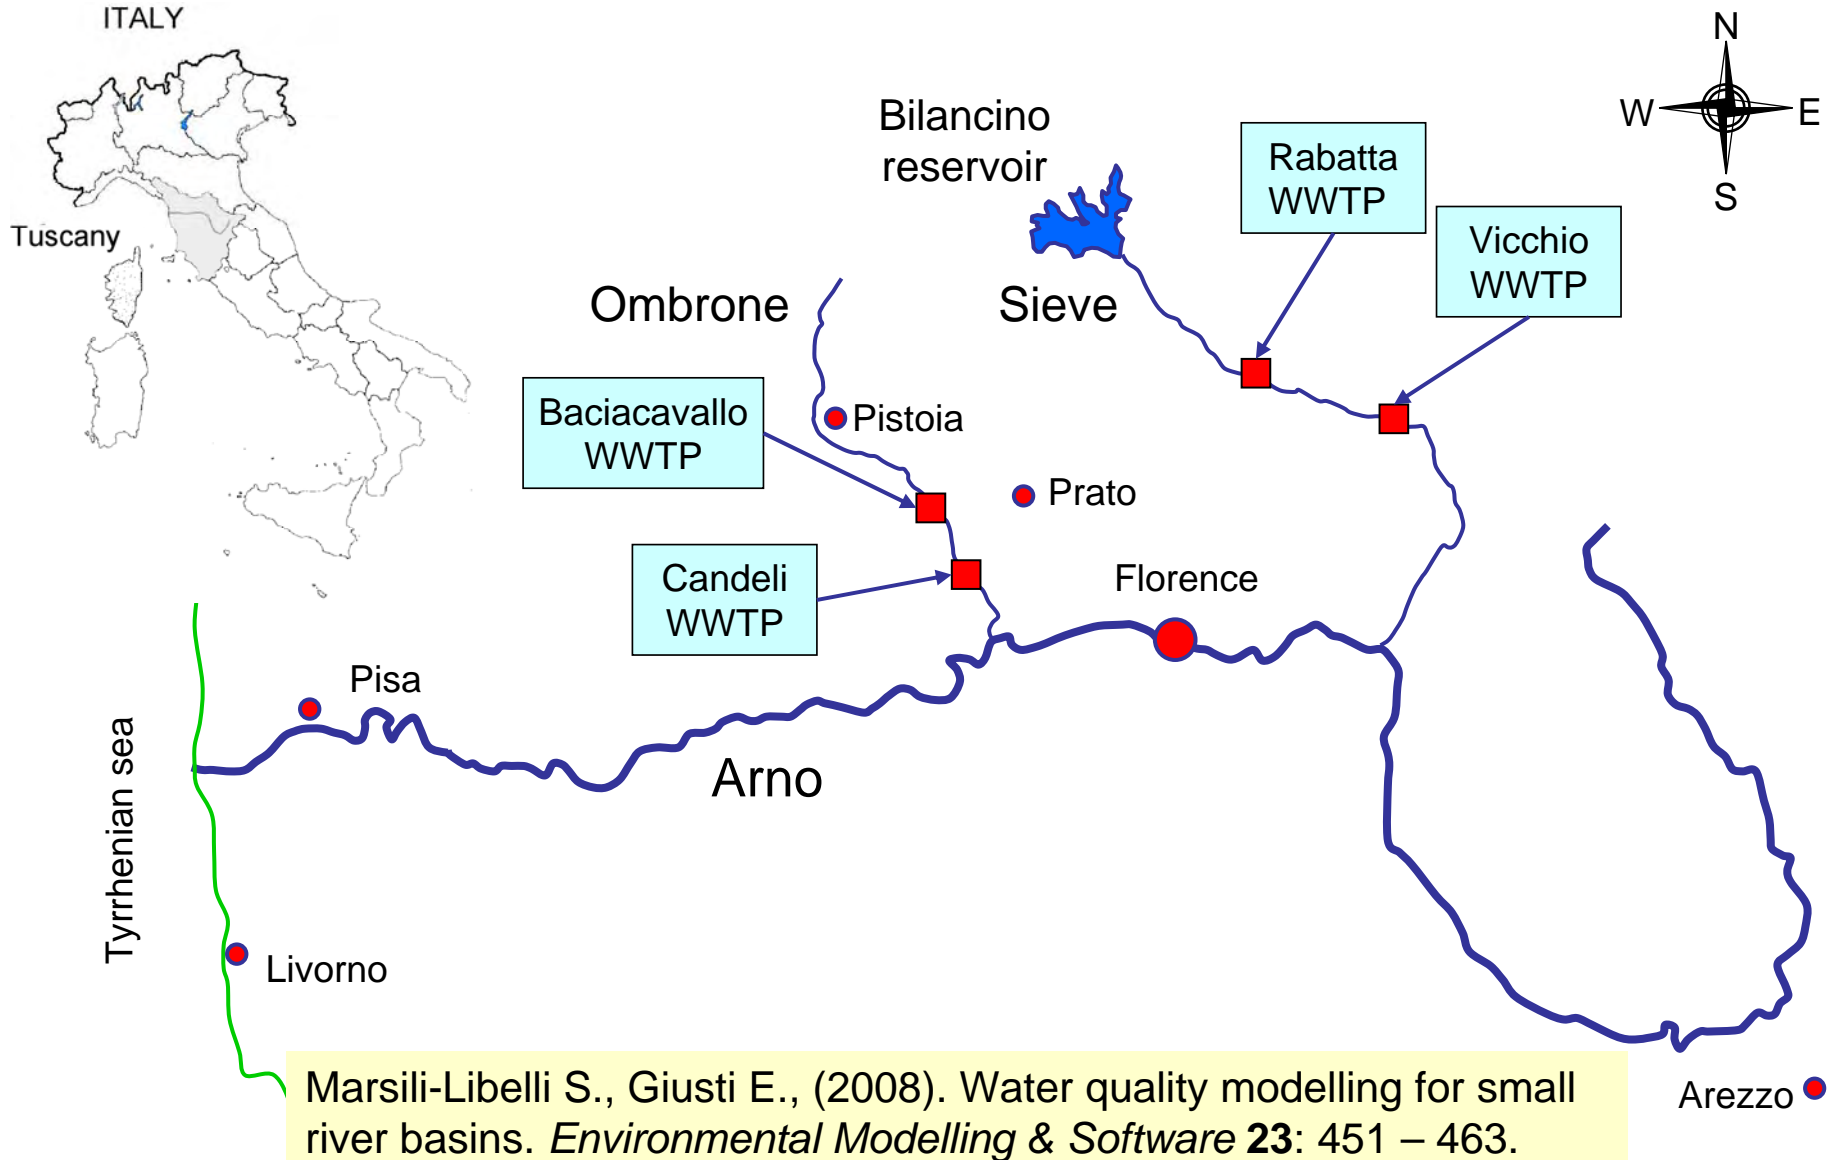 ITALY
Tuscany
N
W
E
S
Bilancino
reservoir
Rabatta
WWTP
Vicchio
WWTP
Ombrone
Sieve
Baciacavallo
WWTP
Pistoia
Prato
Candeli
WWTP
Florence
Pisa
Arno
Tyrrhenian sea
Livorno
Arezzo
Marsili-Libelli S., Giusti E., (2008). Water quality modelling for small
river basins. Environmental Modelling & Software 23: 451 – 463.